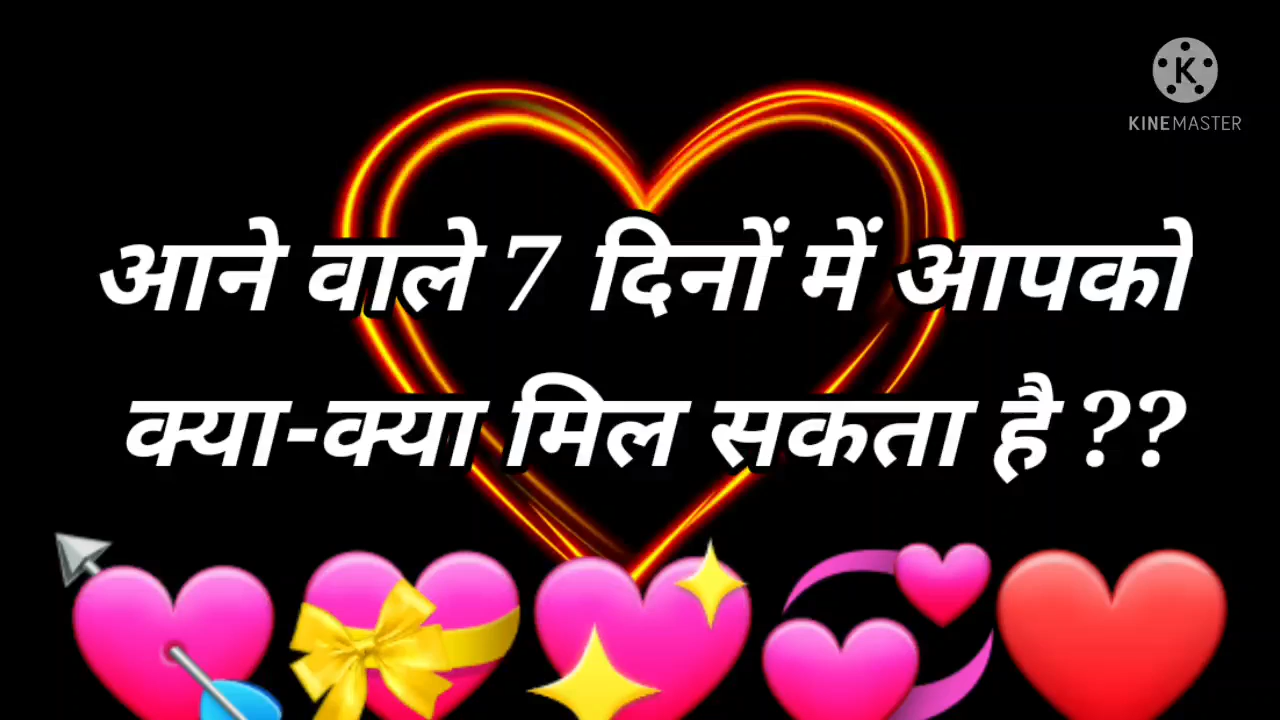 KINEMASTER
आने वाले 7 दिनों में आपको
क्या-क्या मिल सकता है ??